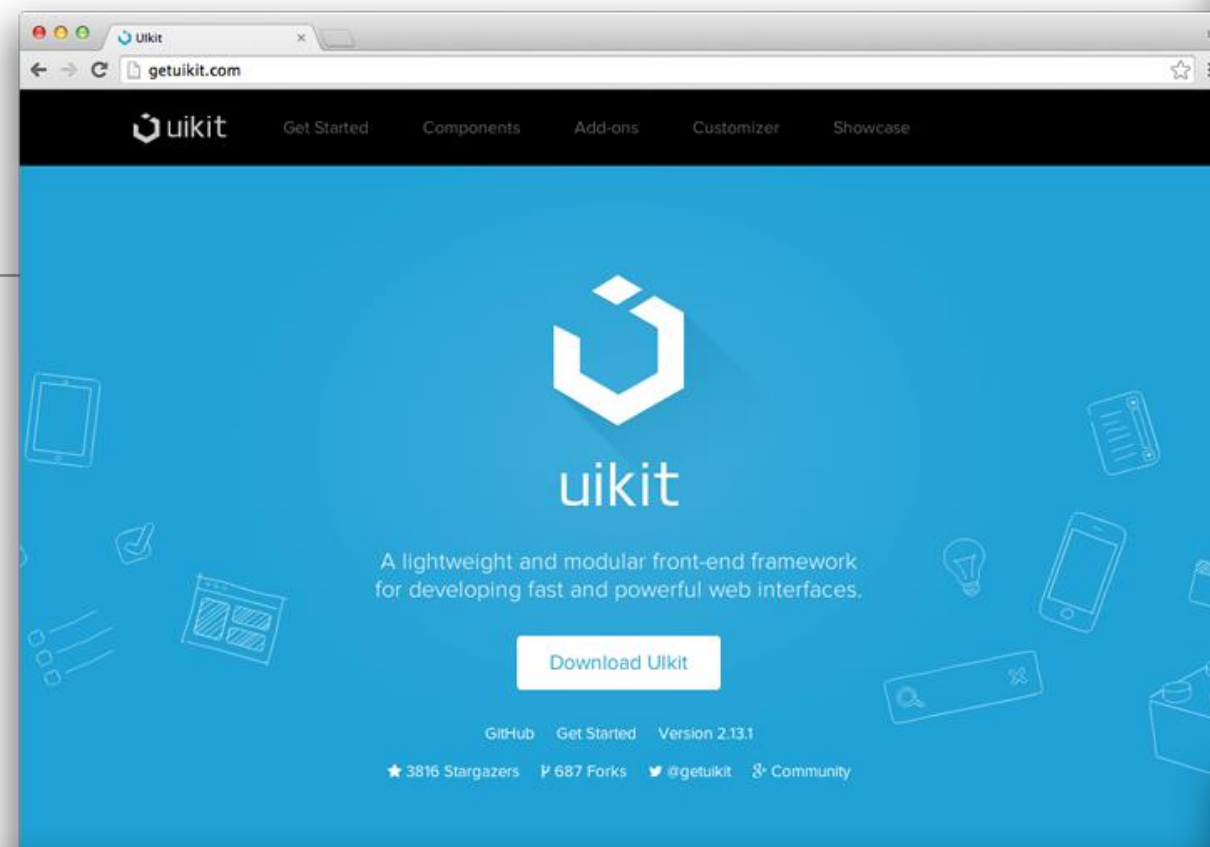 UIkit
getuikit.com
uikit Get Started Components Add-ons Customizer Showcase
uikit
A lightweight and modular front-end framework
for developing fast and powerful web interfaces.
Download UIkit
GitHub Get Started Version 2.13.1
3816 Stargazers 687 Forks @getuikit Community